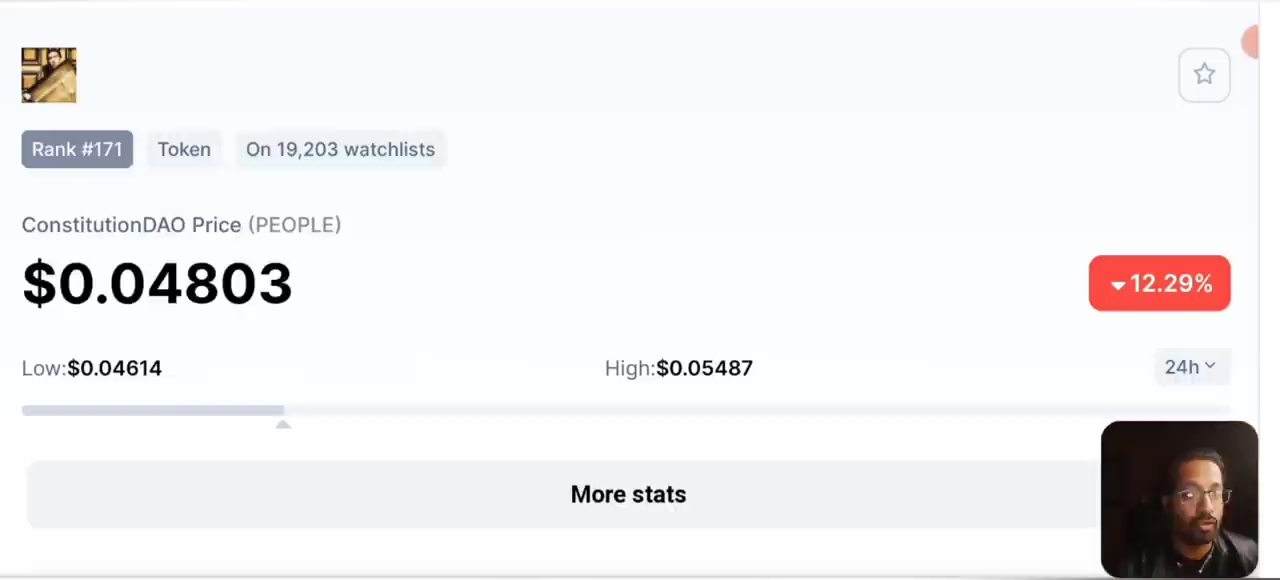 Rank #171 Token On 19,203 watchlists
ConstitutionDAO Price (PEOPLE)
$0.04803 12.29%
Low:$0.04614 High:$0.05487 24h
More stats